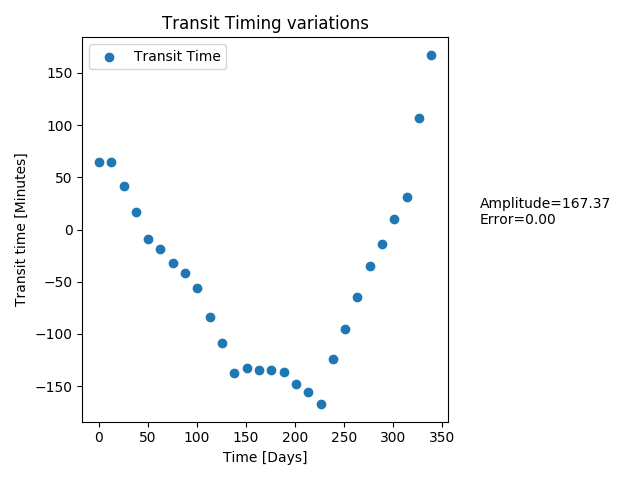 Transit Timing variations
Transit Time
150
100
50
0
−50
−100
−150
Transit time [Minutes]
Amplitude=167.37
Error=0.00
0 50 100 150 200 250 300 350
Time [Days]